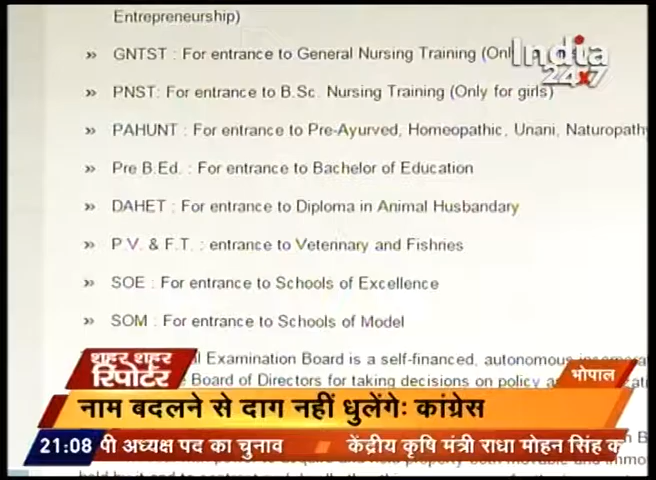 Entrepreneurship)
» GNTST : For entrance to General Nursing Training
India
24x7
» PNST: For entrance to B.Sc. Nursing Training (Only for girls)
» PAHUNT : For entrance to Pre-Ayurved, Homeopathic, Unani, Naturopathy
» Pre B.Ed. : For entrance to Bachelor of Education
» DAHET : For entrance to Diploma in Animal Husbandary
» P.V. & F.T. : entrance to Veterinary and Fishries
» SOE : For entrance to Schools of Excellence
» SOM : For entrance to Schools of Model
Examination Board is a self-financed, autonomous
Board of Directors for taking decisions on policy
शहर शहर
रिपोर्टर
भोपाल
नाम बदलने से दाग नहीं धुलेंगेः कांग्रेस
21:08 पी अध्यक्ष पद का चुनाव केंद्रीय कृषि मंत्री राधा मोहन सिंह क